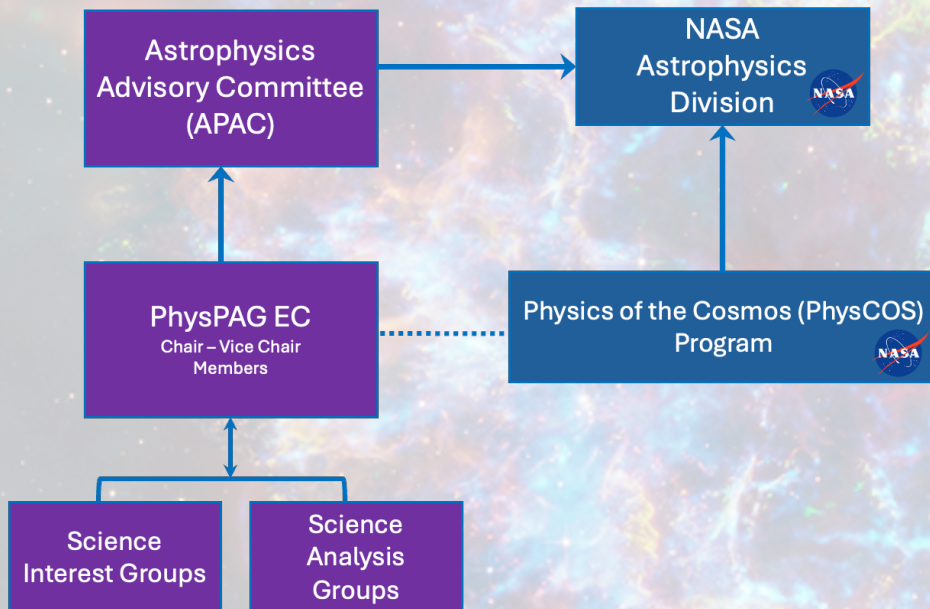 Astrophysics
Advisory Committee
(APAC)
NASA
Astrophysics
Division
NASA
PhysPAG EC
Chair – Vice Chair
Members
Physics of the Cosmos (PhysCOS)
Program
NASA
Science
Interest Groups
Science
Analysis
Groups